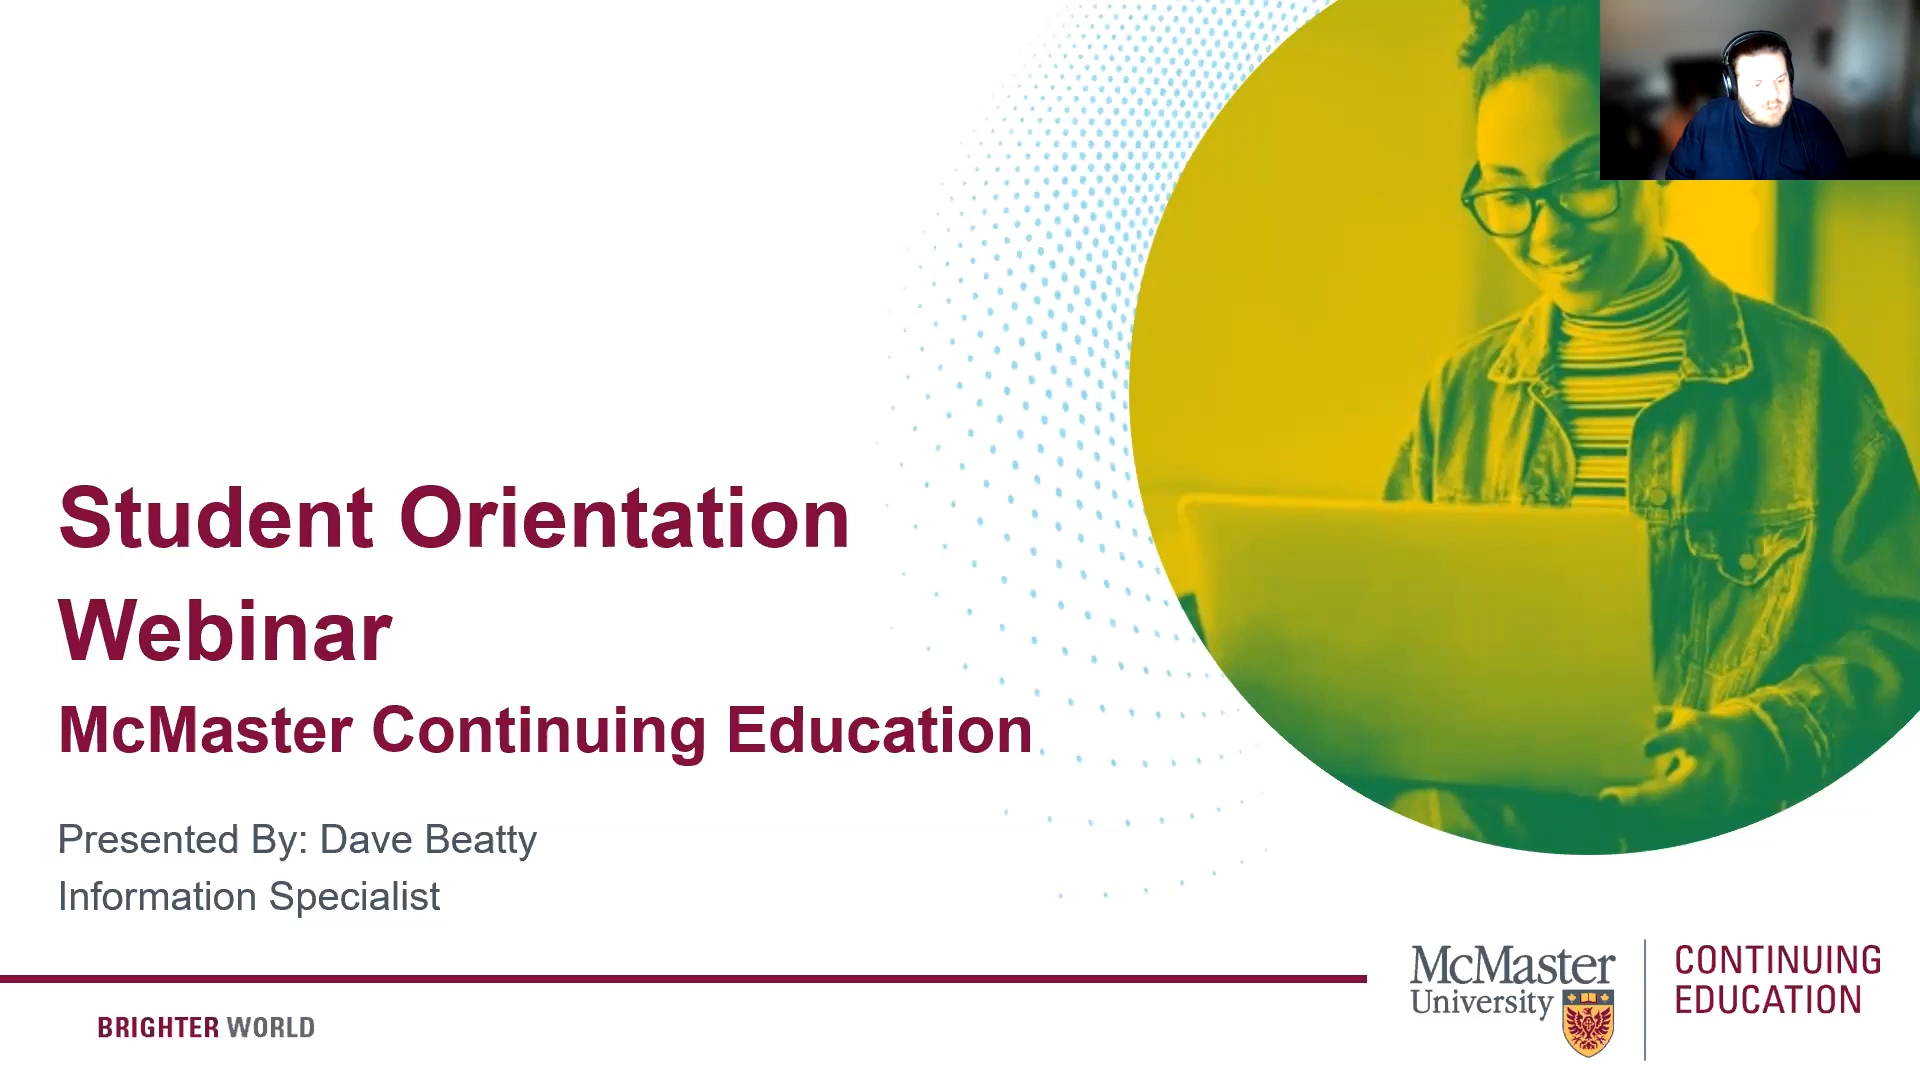 Student Orientation
Webinar
McMaster Continuing Education
Presented By: Dave Beatty
Information Specialist
BRIGHTER WORLD
McMaster
University
CONTINUING
EDUCATION